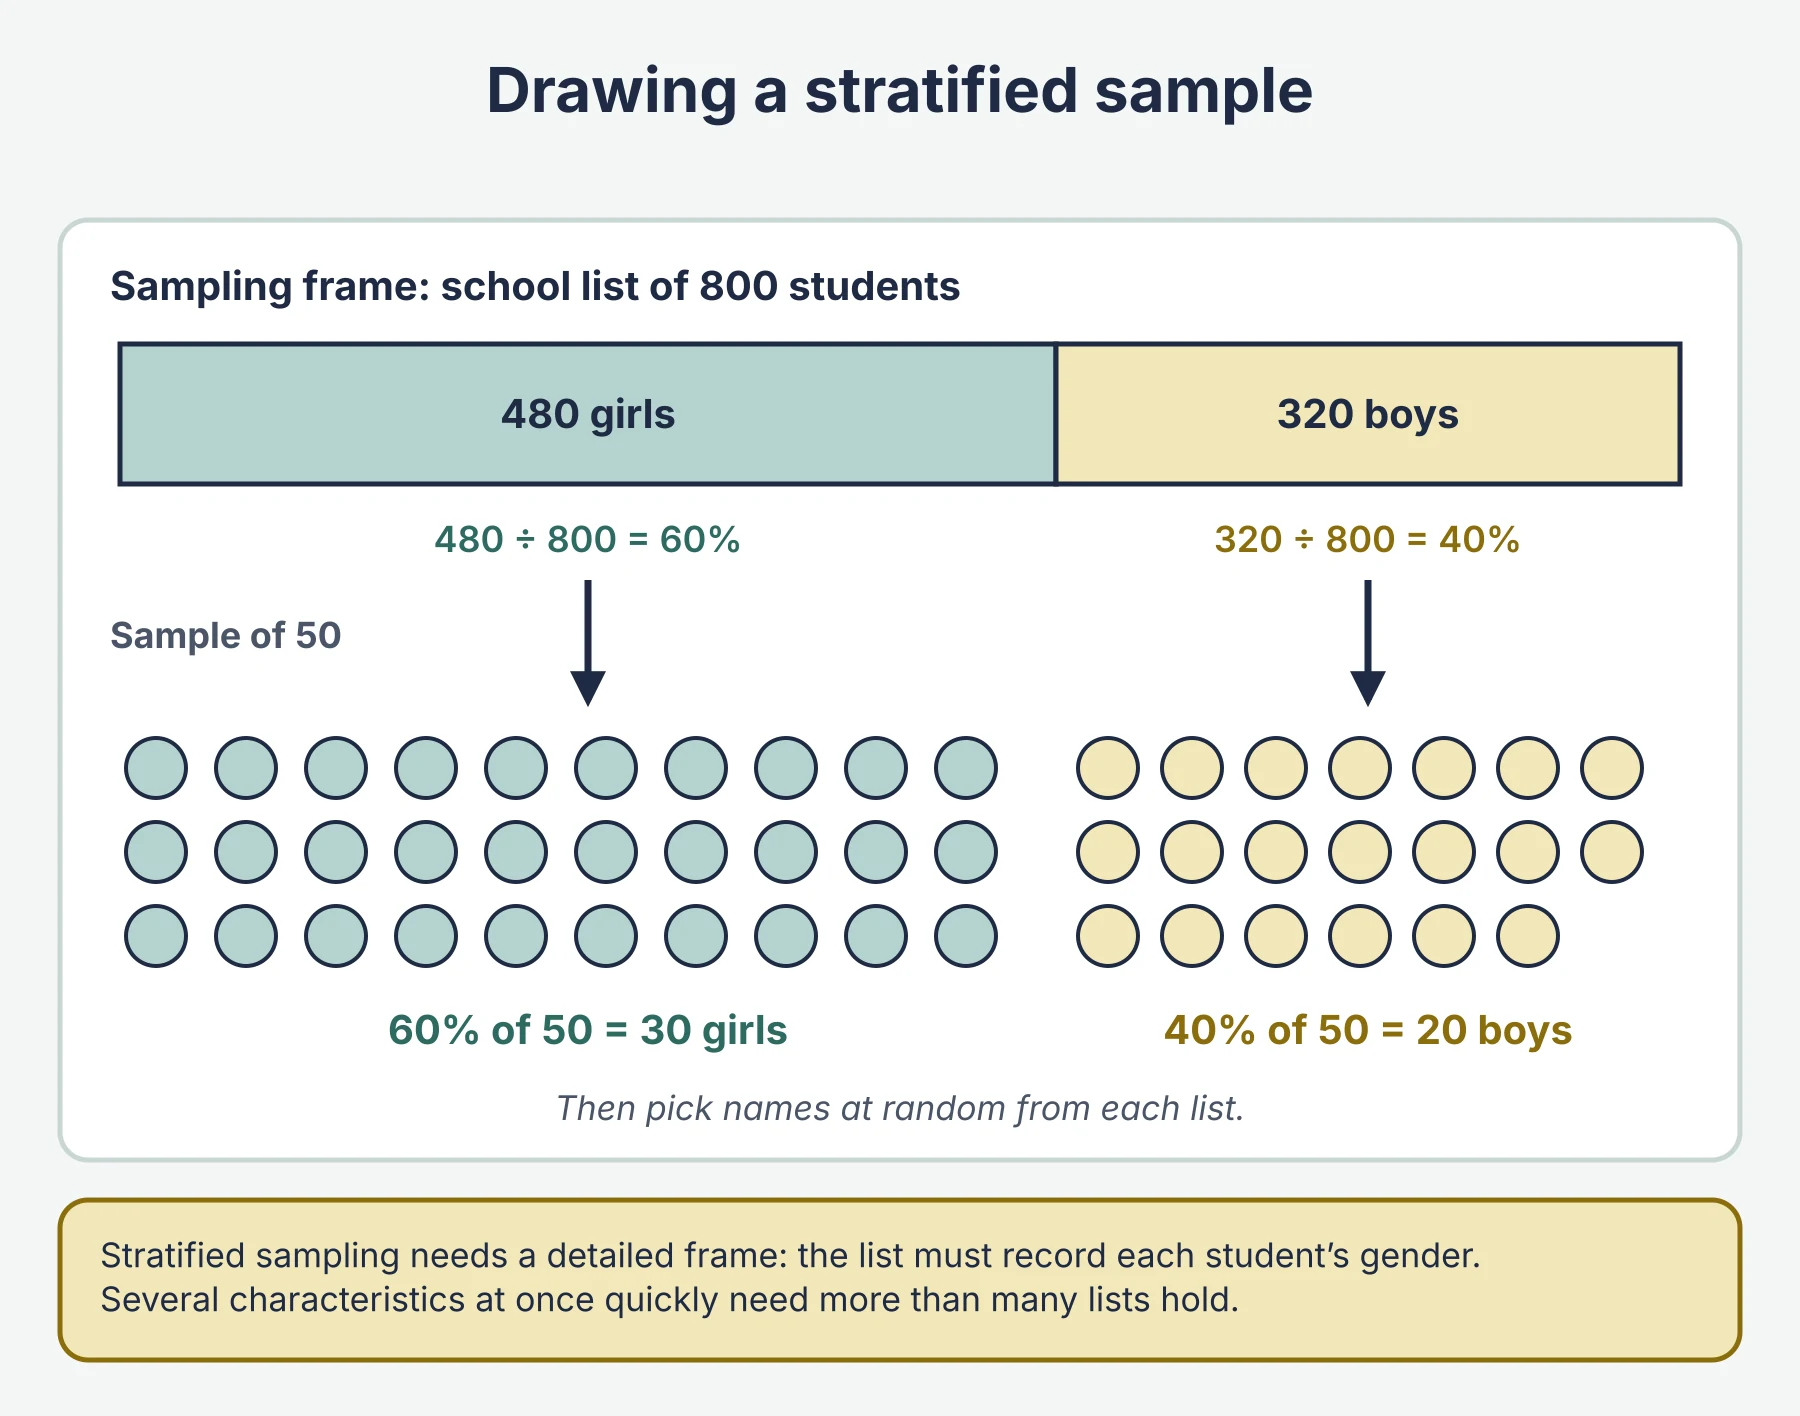 Drawing a stratified sample
Sampling frame: school list of 800 students
480 girls
320 boys
480 ÷ 800 = 60%
320 ÷ 800 = 40%
Sample of 50
60% of 50 = 30 girls
40% of 50 = 20 boys
Then pick names at random from each list.
Stratified sampling needs a detailed frame: the list must record each student’s gender.
Several characteristics at once quickly need more than many lists hold.